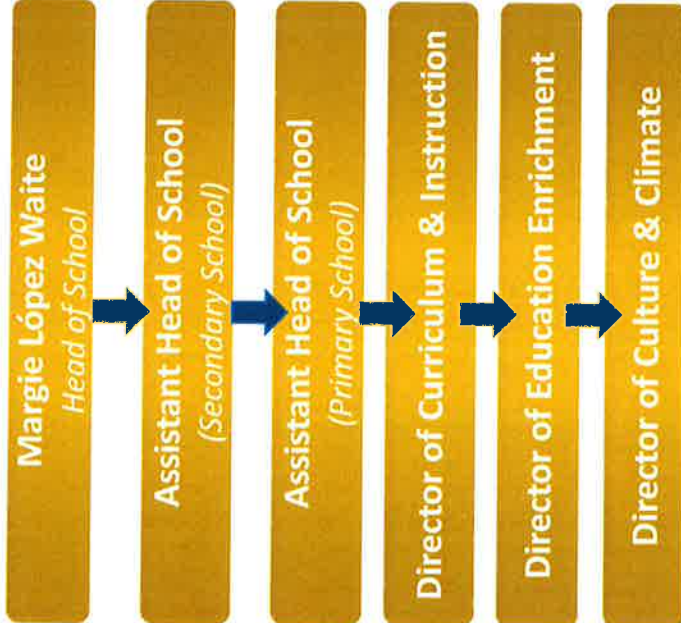 Margie López Waite
Head of School
Assistant Head of School
(Secondary School)
Assistant Head of School
(Primary School)
Director of Curriculum & Instruction
Director of Education Enrichment
Director of Culture & Climate